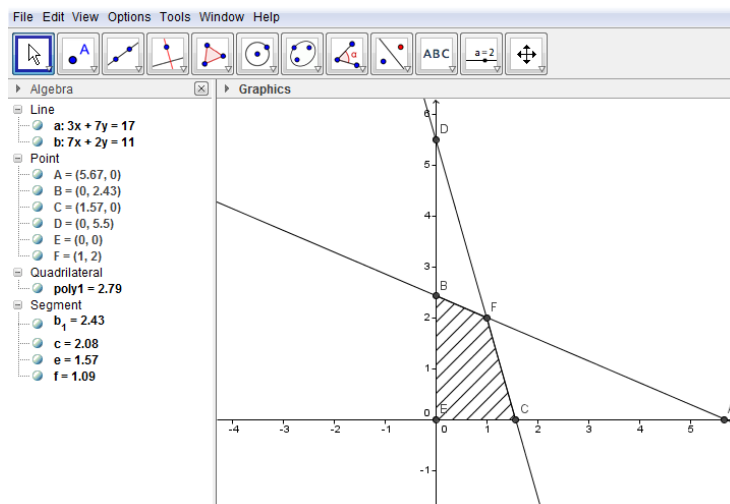 File Edit View Options Tools Window Help
A α ABC a=2
Algebra
Graphics
Line
a: 3x + 7y = 17
b: 7x + 2y = 11
Point
A = (5.67, 0)
B = (0, 2.43)
C = (1.57, 0)
D = (0, 5.5)
E = (0, 0)
F = (1, 2)
Quadrilateral
poly1 = 2.79
Segment
b₁ = 2.43
c = 2.08
e = 1.57
f = 1.09
6
D
5
4
3
B
F
2
1
0 E C A
-4 -3 -2 -1 0 1 2 3 4 5
-1